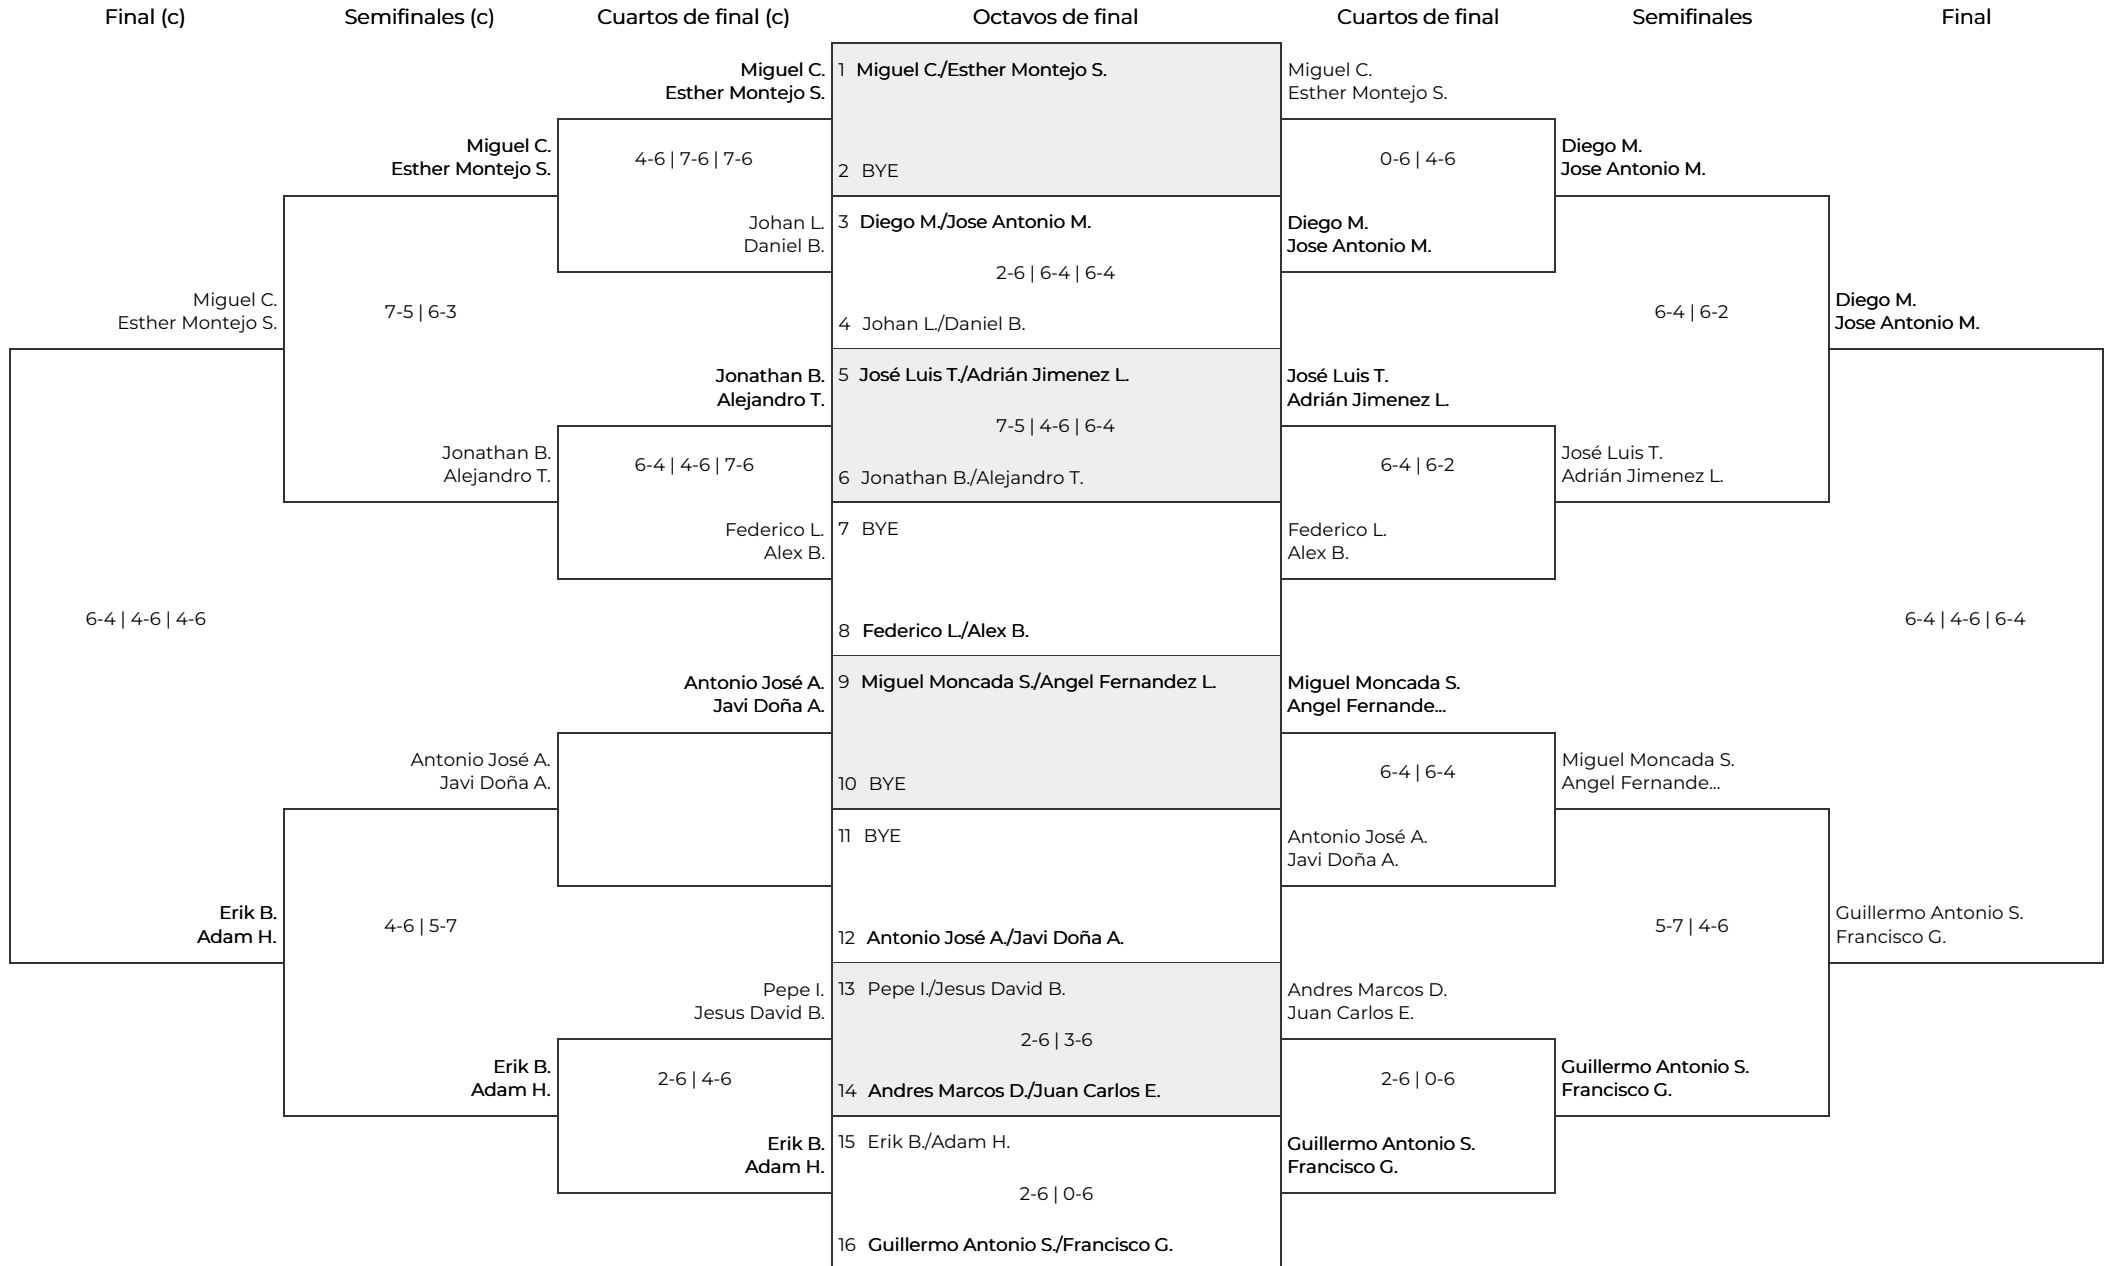 Final (c)
Semifinales (c)
Cuartos de final (c)
Octavos de final
Cuartos de final
Semifinales
Final
Miguel C.
Esther Montejo S.
6-4 | 4-6 | 4-6
Erik B.
Adam H.
Miguel C.
Esther Montejo S.
7-5 | 6-3
Jonathan B.
Alejandro T.
Antonio José A.
Javi Doña A.
4-6 | 5-7
Erik B.
Adam H.
Miguel C.
Esther Montejo S.
4-6 | 7-6 | 7-6
Johan L.
Daniel B.
Jonathan B.
Alejandro T.
6-4 | 4-6 | 7-6
Federico L.
Alex B.
Antonio José A.
Javi Doña A.
Pepe I.
Jesus David B.
2-6 | 4-6
Erik B.
Adam H.
1 Miguel C./Esther Montejo S.
2 BYE
3 Diego M./Jose Antonio M.
2-6 | 6-4 | 6-4
4 Johan L./Daniel B.
5 José Luis T./Adrián Jimenez L.
7-5 | 4-6 | 6-4
6 Jonathan B./Alejandro T.
7 BYE
8 Federico L./Alex B.
9 Miguel Moncada S./Angel Fernandez L.
10 BYE
11 BYE
12 Antonio José A./Javi Doña A.
13 Pepe I./Jesus David B.
2-6 | 3-6
14 Andres Marcos D./Juan Carlos E.
15 Erik B./Adam H.
2-6 | 0-6
16 Guillermo Antonio S./Francisco G.
Miguel C.
Esther Montejo S.
0-6 | 4-6
Diego M.
Jose Antonio M.
José Luis T.
Adrián Jimenez L.
6-4 | 6-2
Federico L.
Alex B.
Miguel Moncada S.
Angel Fernande...
6-4 | 6-4
Antonio José A.
Javi Doña A.
Andres Marcos D.
Juan Carlos E.
2-6 | 0-6
Guillermo Antonio S.
Francisco G.
Diego M.
Jose Antonio M.
6-4 | 6-2
José Luis T.
Adrián Jimenez L.
Miguel Moncada S.
Angel Fernande...
5-7 | 4-6
Guillermo Antonio S.
Francisco G.
Diego M.
Jose Antonio M.
6-4 | 4-6 | 6-4
Guillermo Antonio S.
Francisco G.